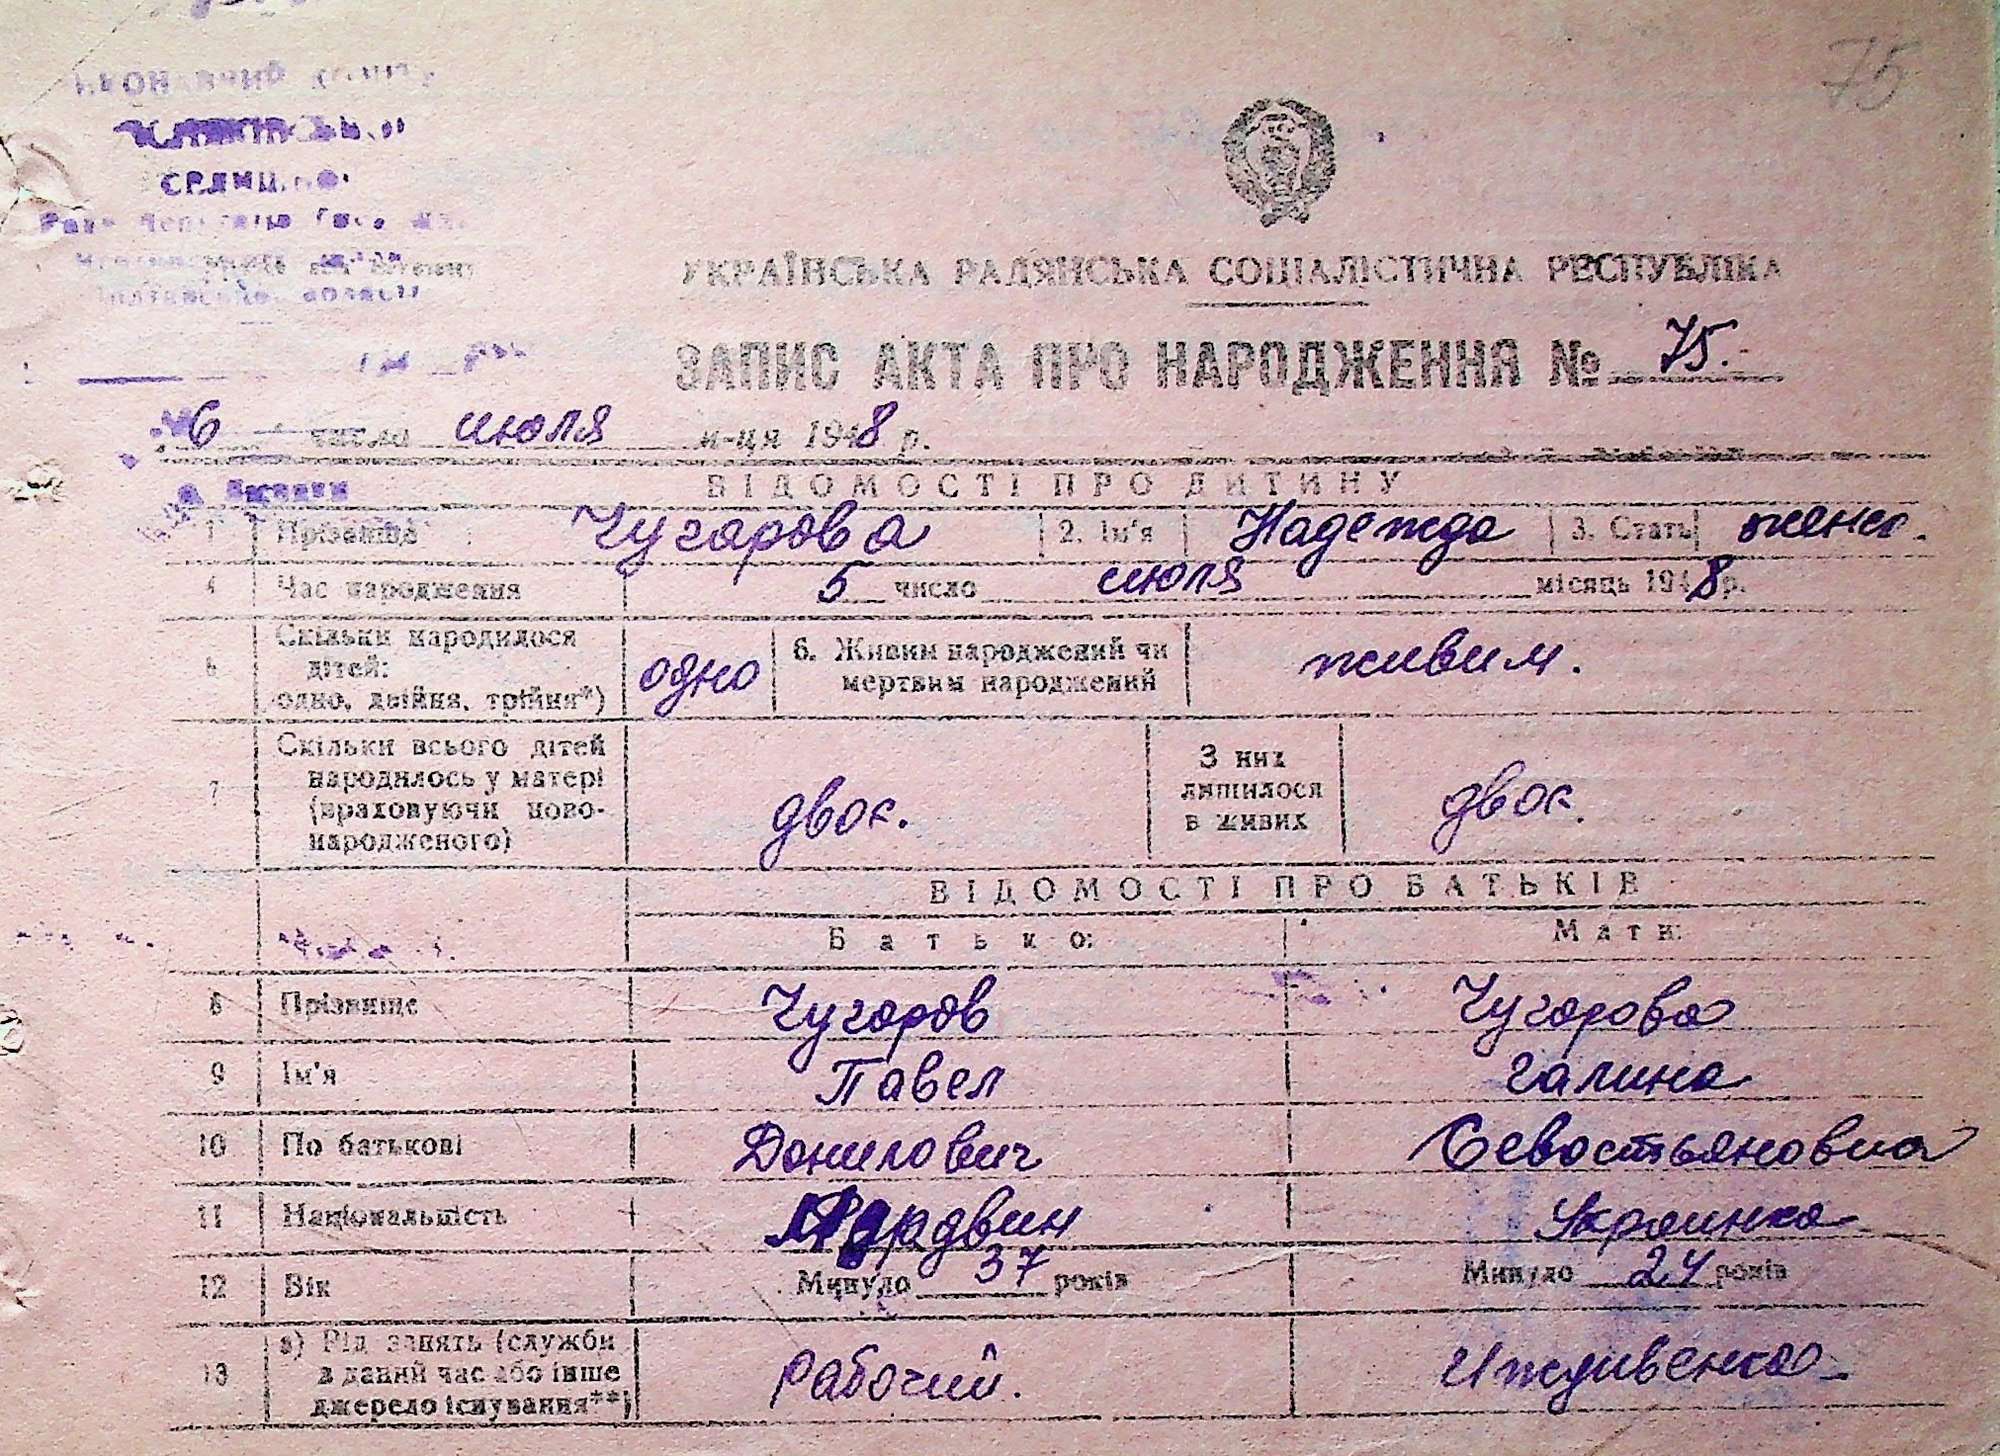 75
УКРАЇНСЬКА РАДЯНСЬКА СОЦІАЛІСТИЧНА РЕСПУБЛІКА
ЗАПИС АКТА ПРО НАРОДЖЕННЯ № 75.
6 число июля м-ця 1948 р.
ВІДОМОСТІ ПРО ДИТИНУ
1 Прізвище Чугарова 2. Ім'я Надежда 3. Стать женс.
4 Час народження 5 число июля місяць 1948 р.
5 Скільки народилося дітей: одно, двійня, трійня*) одно 6. Живим народжений чи мертвим народжений живим.
7 Скільки всього дітей народилось у матері (враховуючи ново-народженого) двое. З них лишилося в живих двое.
ВІДОМОСТІ ПРО БАТЬКІВ
Батько: Мати:
8 Прізвище Чугаров Чугарова
9 Ім'я Павел Галина
10 По батькові Данилович Севостьяновна
11 Національність Мардвин Украинка
12 Вік Минуло 37 років Минуло 24 років
13 а) Рід занять (служби в даний час або інше джерело існування**) рабочий. Иждивенка